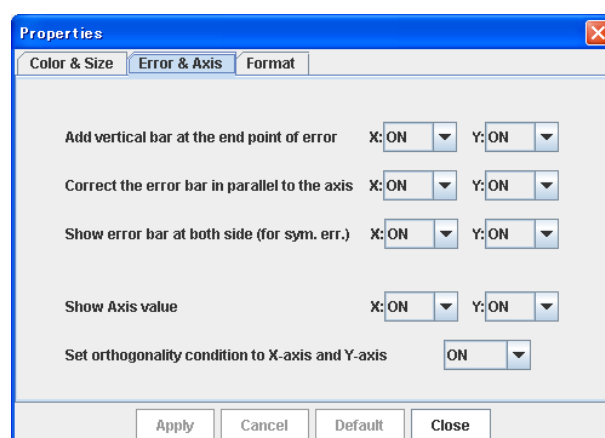 Properties
Color & Size Error & Axis Format
Add vertical bar at the end point of error X: ON Y: ON
Correct the error bar in parallel to the axis X: ON Y: ON
Show error bar at both side (for sym. err.) X: ON Y: ON
Show Axis value X: ON Y: ON
Set orthogonality condition to X-axis and Y-axis ON
Apply Cancel Default Close